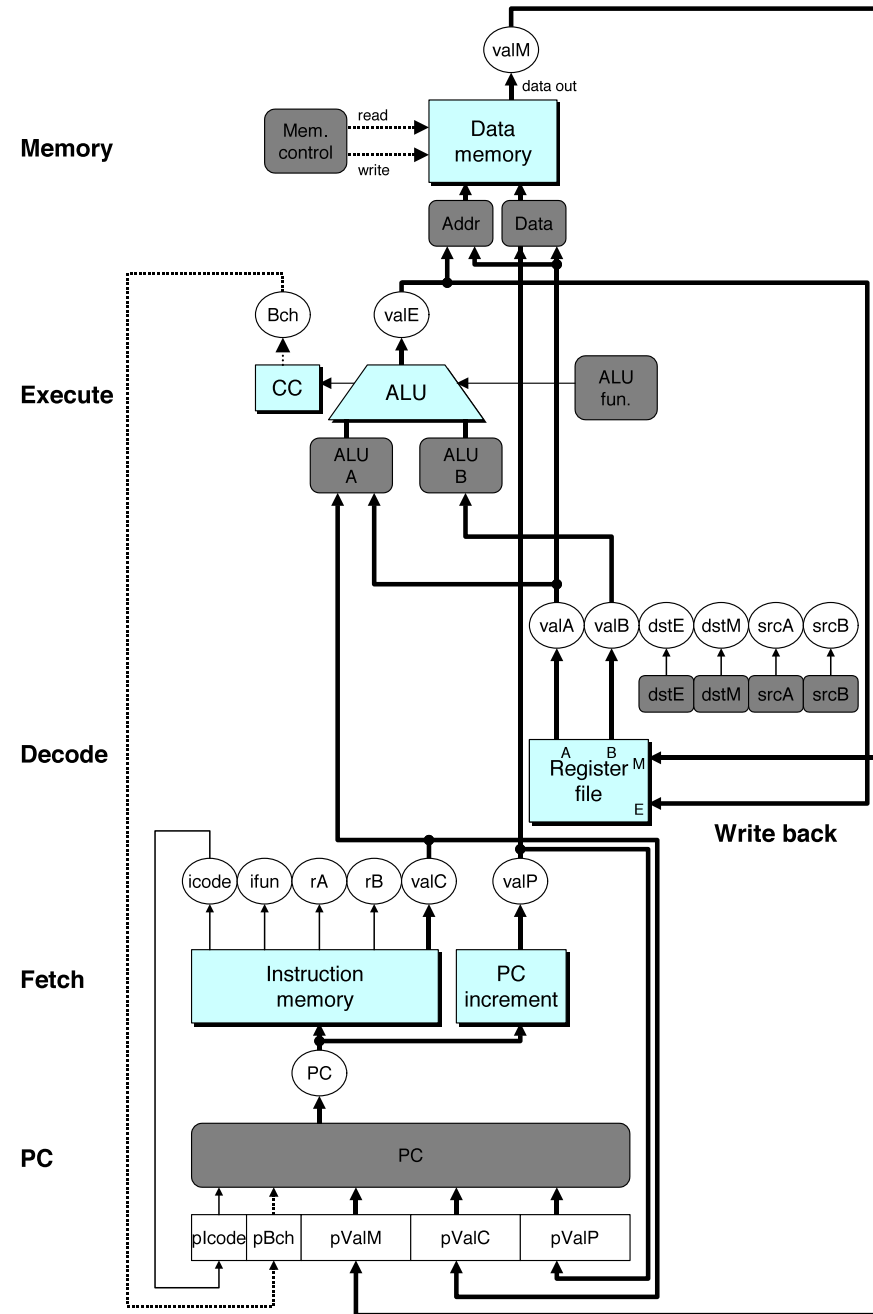 valM
data out
Mem.
control
read
write
Data
memory
Memory
Addr
Data
Bch
valE
CC
ALU
ALU
fun.
Execute
ALU
A
ALU
B
valA
valB
dstE
dstM
srcA
srcB
dstE
dstM
srcA
srcB
Decode
A
B
M
Register
file
E
Write back
icode
ifun
rA
rB
valC
valP
Fetch
Instruction
memory
PC
increment
PC
PC
PC
pIcode
pBch
pValM
pValC
pValP